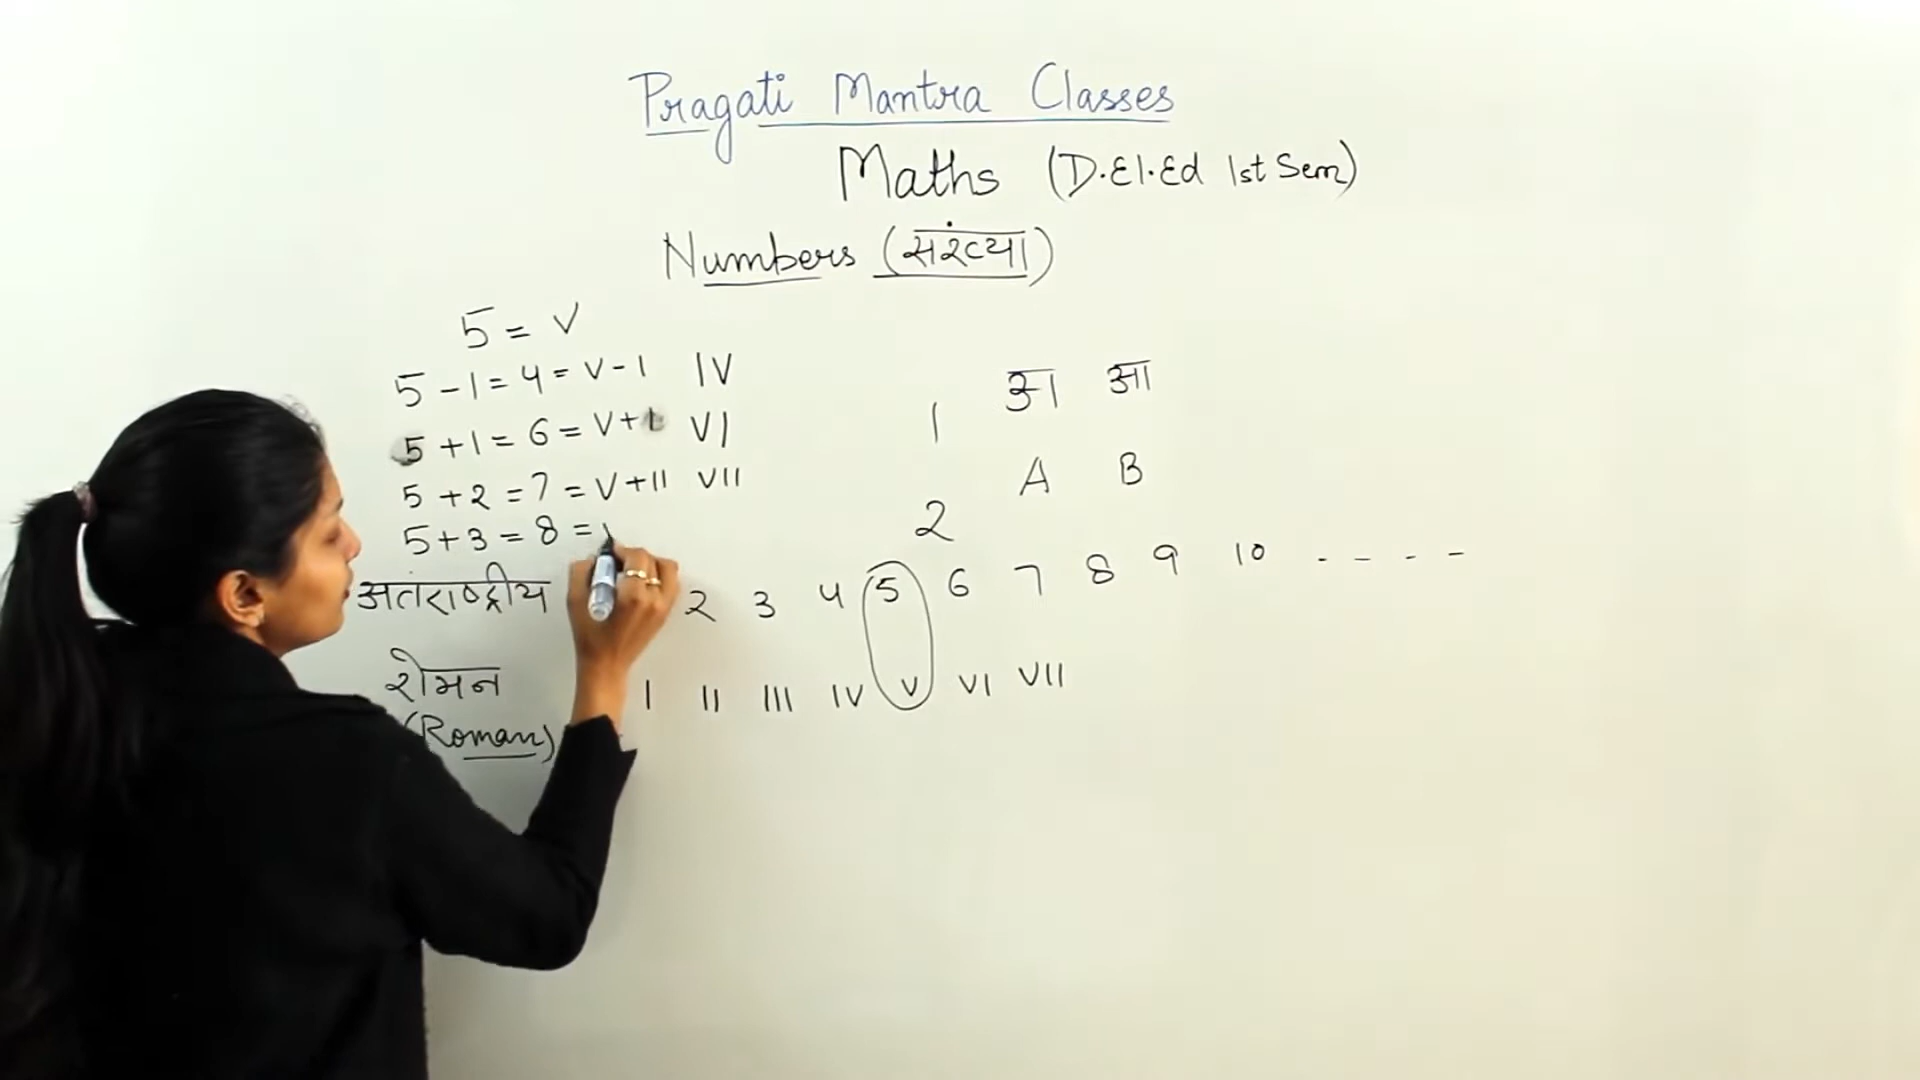 Pragati Mantra Classes
Maths (D.El.Ed 1st Sem)
Numbers (संख्या)
5 = V
5 - 1 = 4 = V - I IV
5 + 1 = 6 = V + I VI
5 + 2 = 7 = V + II VII
5 + 3 = 8 =
1 अ आ
A B
2
अतंराष्ट्रीय 2 3 4 5 6 7 8 9 10 - - - -
रोमन I II III IV V VI VII
(Roman)